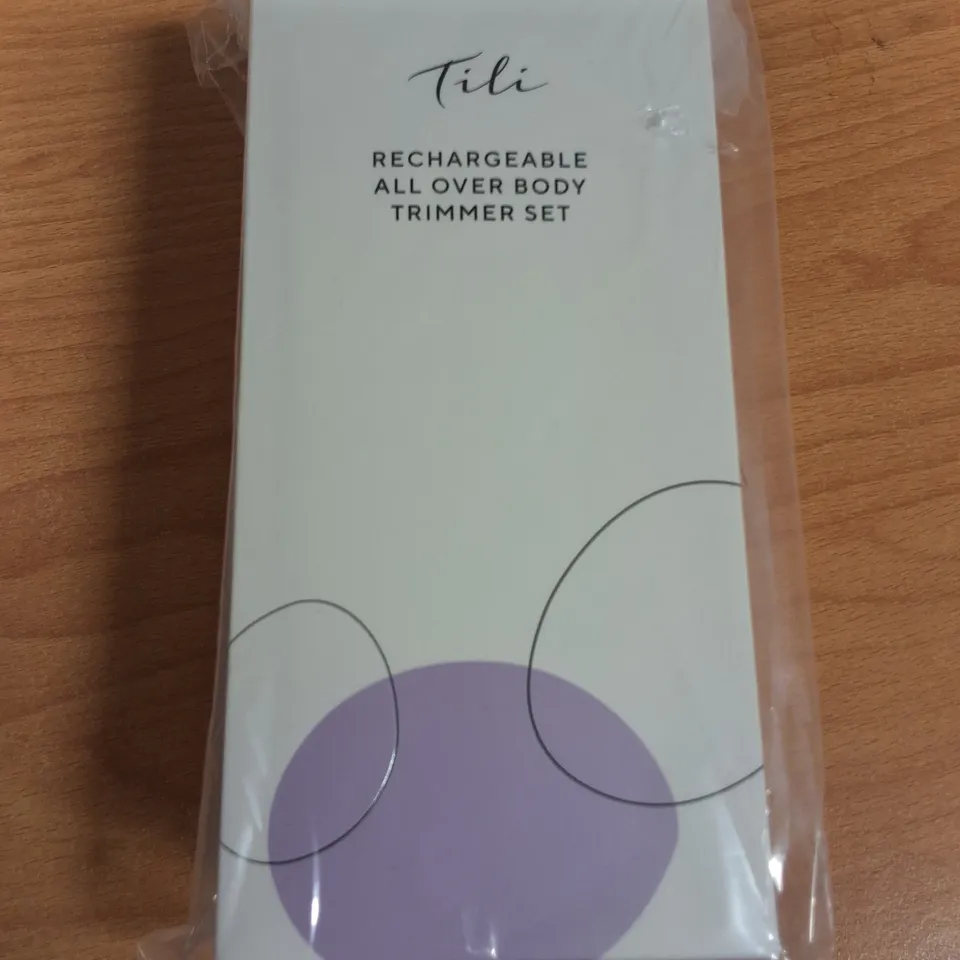 Tili
RECHARGEABLE
ALL OVER BODY
TRIMMER SET